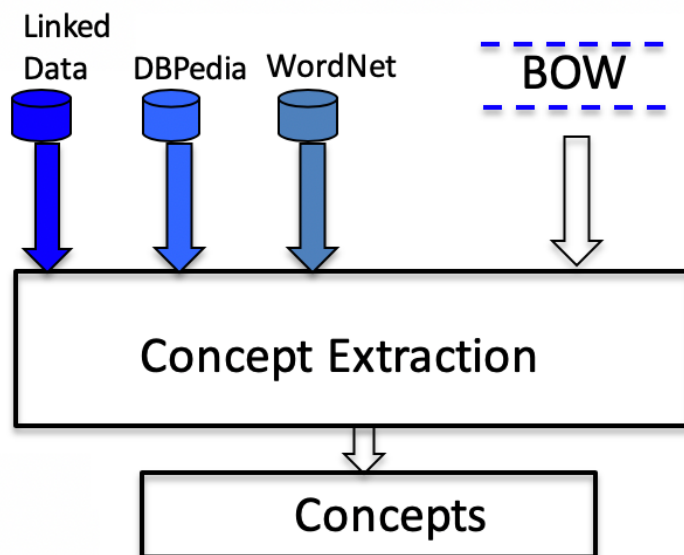 Linked
Data
DBPedia
WordNet
BOW
Concept Extraction
Concepts